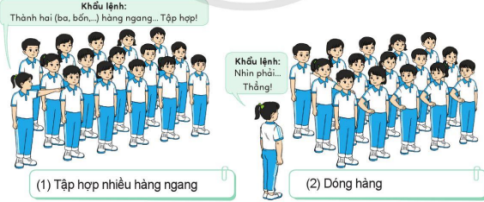 Khẩu lệnh:
Thành hai (ba, bốn,...) hàng ngang... Tập hợp!
Khẩu lệnh:
Nhìn phải...
Thẳng!
(1) Tập hợp nhiều hàng ngang
(2) Dóng hàng